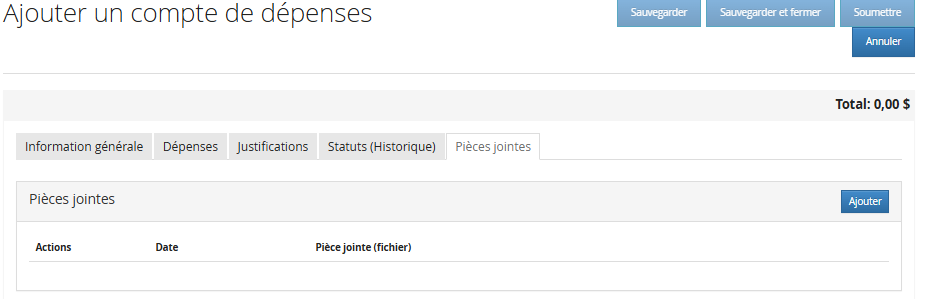 Ajouter un compte de dépenses
Sauvegarder Sauvegarder et fermer Soumettre
Annuler
Total: 0,00 $
Information générale Dépenses Justifications Statuts (Historique) Pièces jointes
Pièces jointes Ajouter
Actions Date Pièce jointe (fichier)